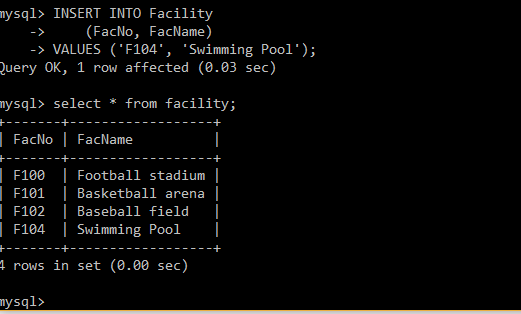 mysql> INSERT INTO Facility
    ->     (FacNo, FacName)
    -> VALUES ('F104', 'Swimming Pool');
Query OK, 1 row affected (0.03 sec)

mysql> select * from facility;
+-------+------------------+
| FacNo | FacName          |
+-------+------------------+
| F100  | Football stadium |
| F101  | Basketball arena |
| F102  | Baseball field   |
| F104  | Swimming Pool    |
+-------+------------------+
4 rows in set (0.00 sec)

mysql>